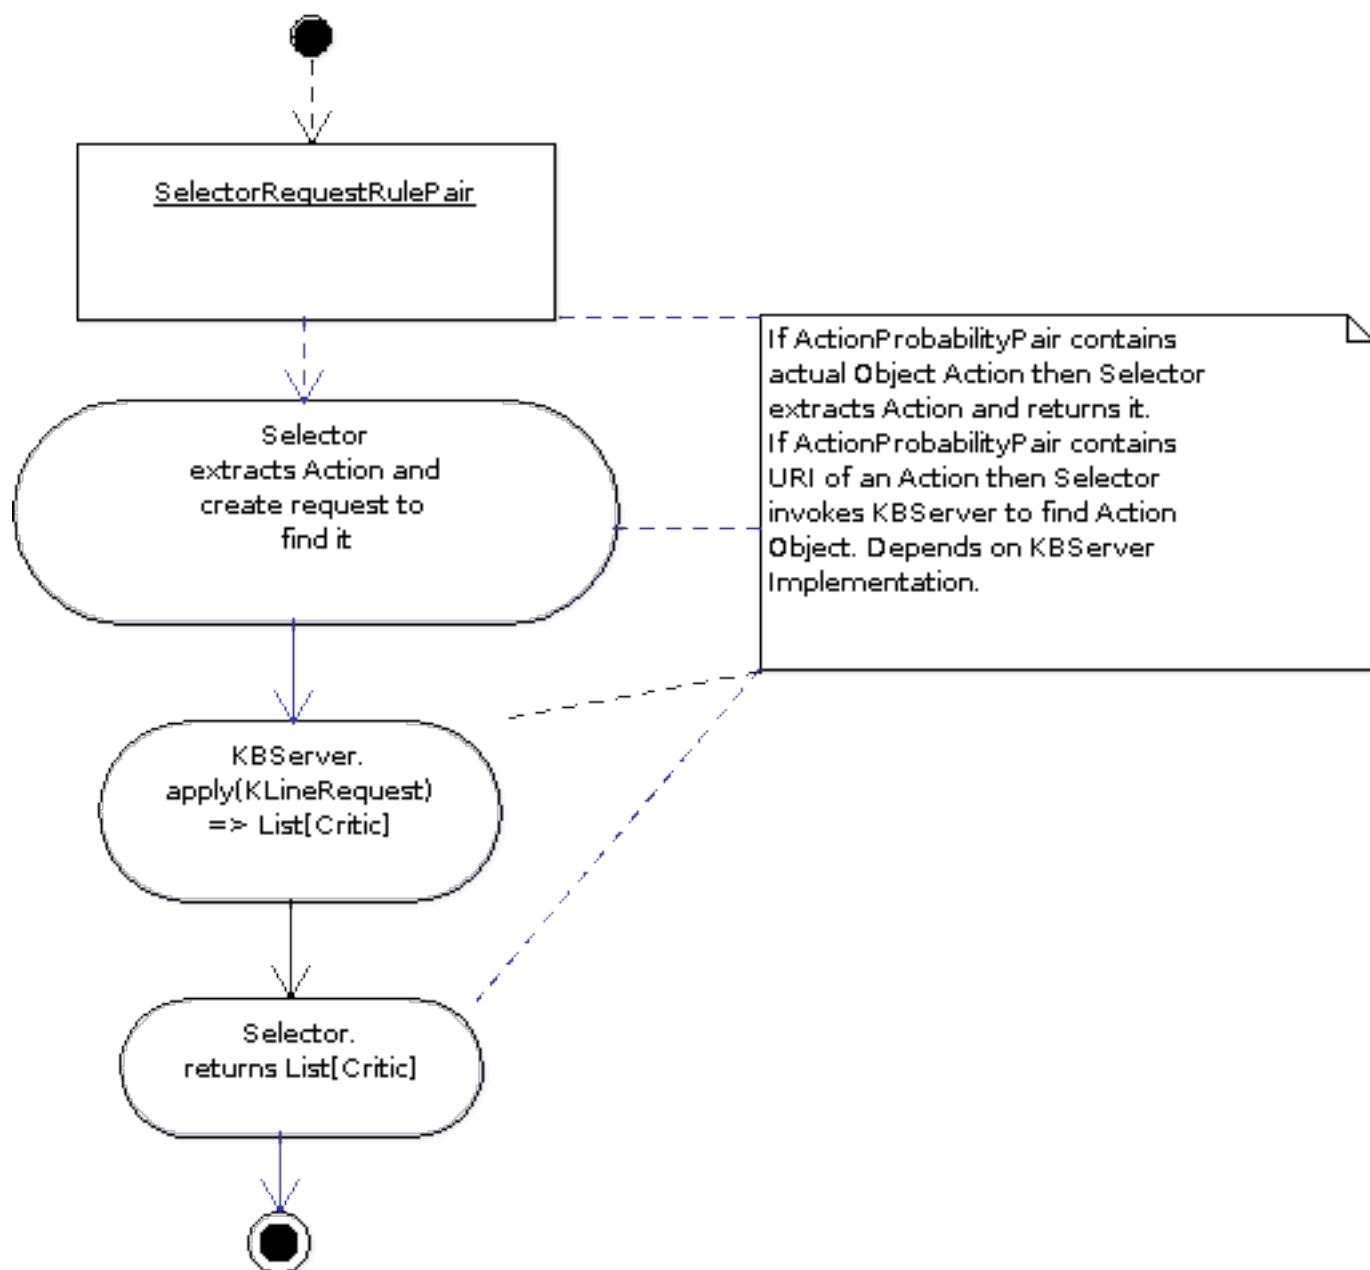 SelectorRequestRulePair
If ActionProbabilityPair contains
actual Object Action then Selector
extracts Action and returns it.
If ActionProbabilityPair contains
URI of an Action then Selector
invokes KBServer to find Action
Object. Depends on KBServer
Implementation.
Selector
extracts Action and
create request to
find it
KBServer.
apply(KLineRequest)
=> List[Critic]
Selector.
returns List[Critic]